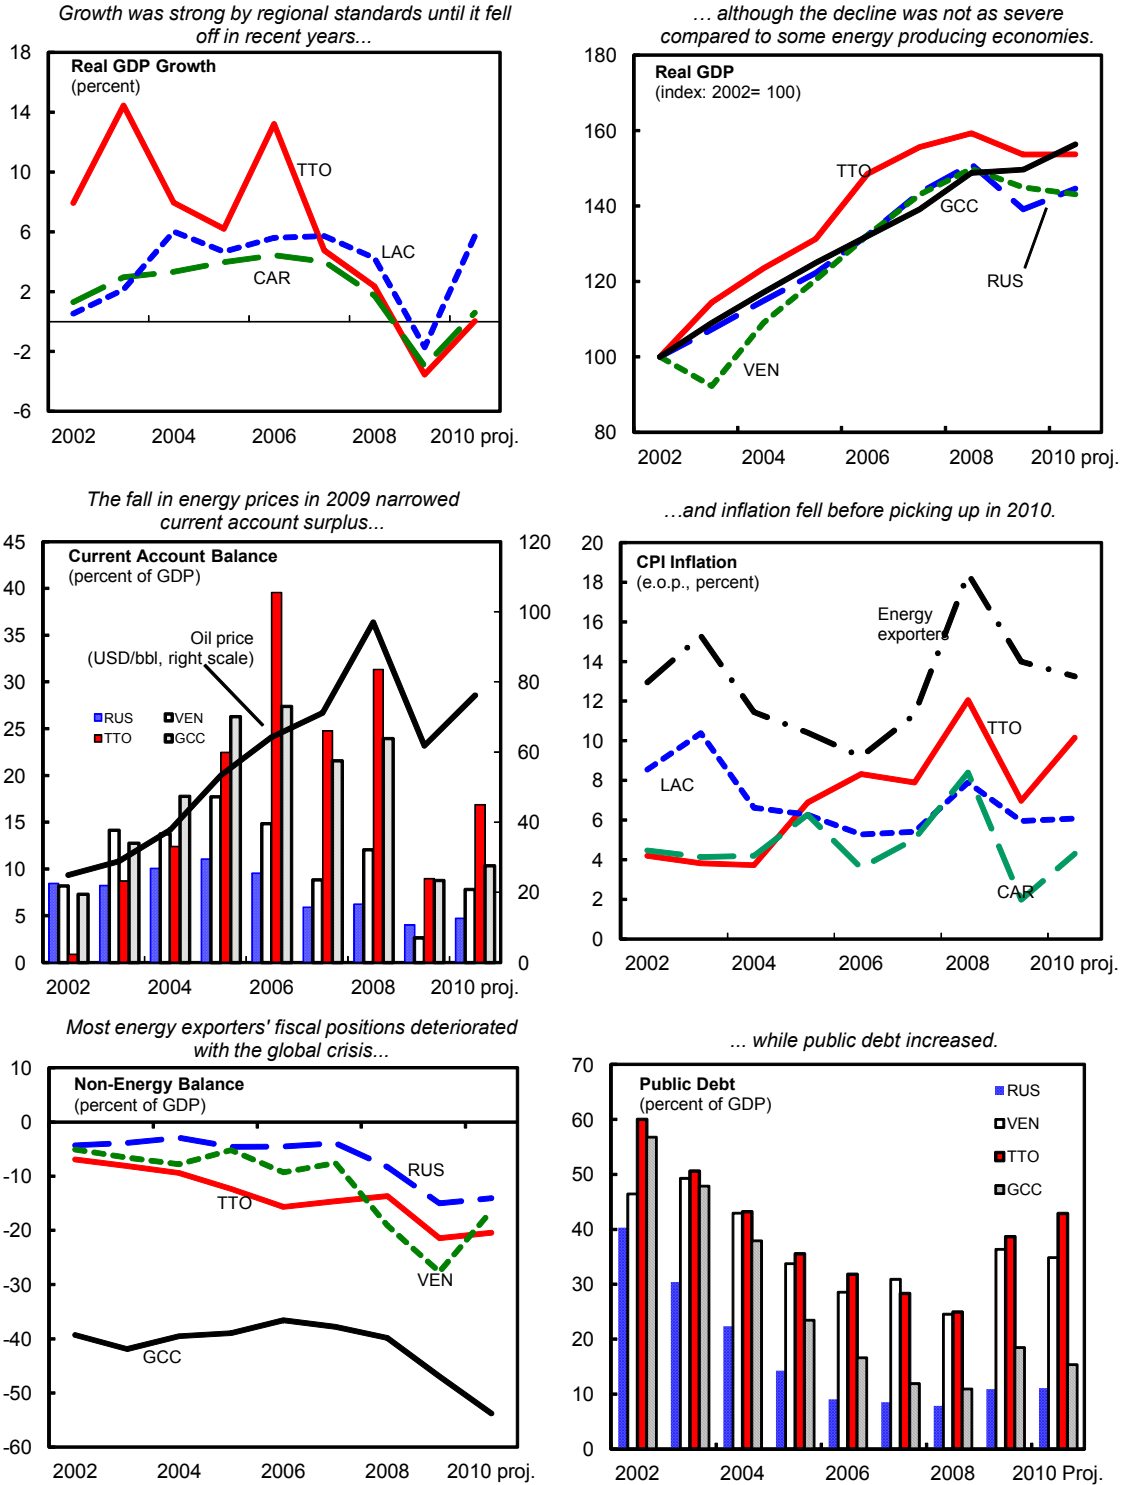 Growth was strong by regional standards until it fell
off in recent years...
18
14
10
6
2
-2
-6
Real GDP Growth
(percent)
TTO
LAC
CAR
2002
2004
2006
2008
2010 proj.
... although the decline was not as severe
compared to some energy producing economies.
180
160
140
120
100
80
Real GDP
(index: 2002= 100)
TTO
GCC
RUS
VEN
2002
2004
2006
2008
2010 proj.
The fall in energy prices in 2009 narrowed
current account surplus...
45
40
35
30
25
20
15
10
5
0
Current Account Balance
(percent of GDP)
Oil price
(USD/bbl, right scale)
RUS
VEN
TTO
GCC
120
100
80
60
40
20
0
2002
2004
2006
2008
2010 proj.
...and inflation fell before picking up in 2010.
20
18
16
14
12
10
8
6
4
2
0
CPI Inflation
(e.o.p., percent)
Energy
exporters
TTO
LAC
CAR
2002
2004
2006
2008
2010 proj.
Most energy exporters' fiscal positions deteriorated
with the global crisis...
10
0
-10
-20
-30
-40
-50
-60
Non-Energy Balance
(percent of GDP)
RUS
TTO
VEN
GCC
2002
2004
2006
2008
2010 proj.
... while public debt increased.
70
60
50
40
30
20
10
0
Public Debt
(percent of GDP)
RUS
VEN
TTO
GCC
2002
2004
2006
2008
2010 Proj.